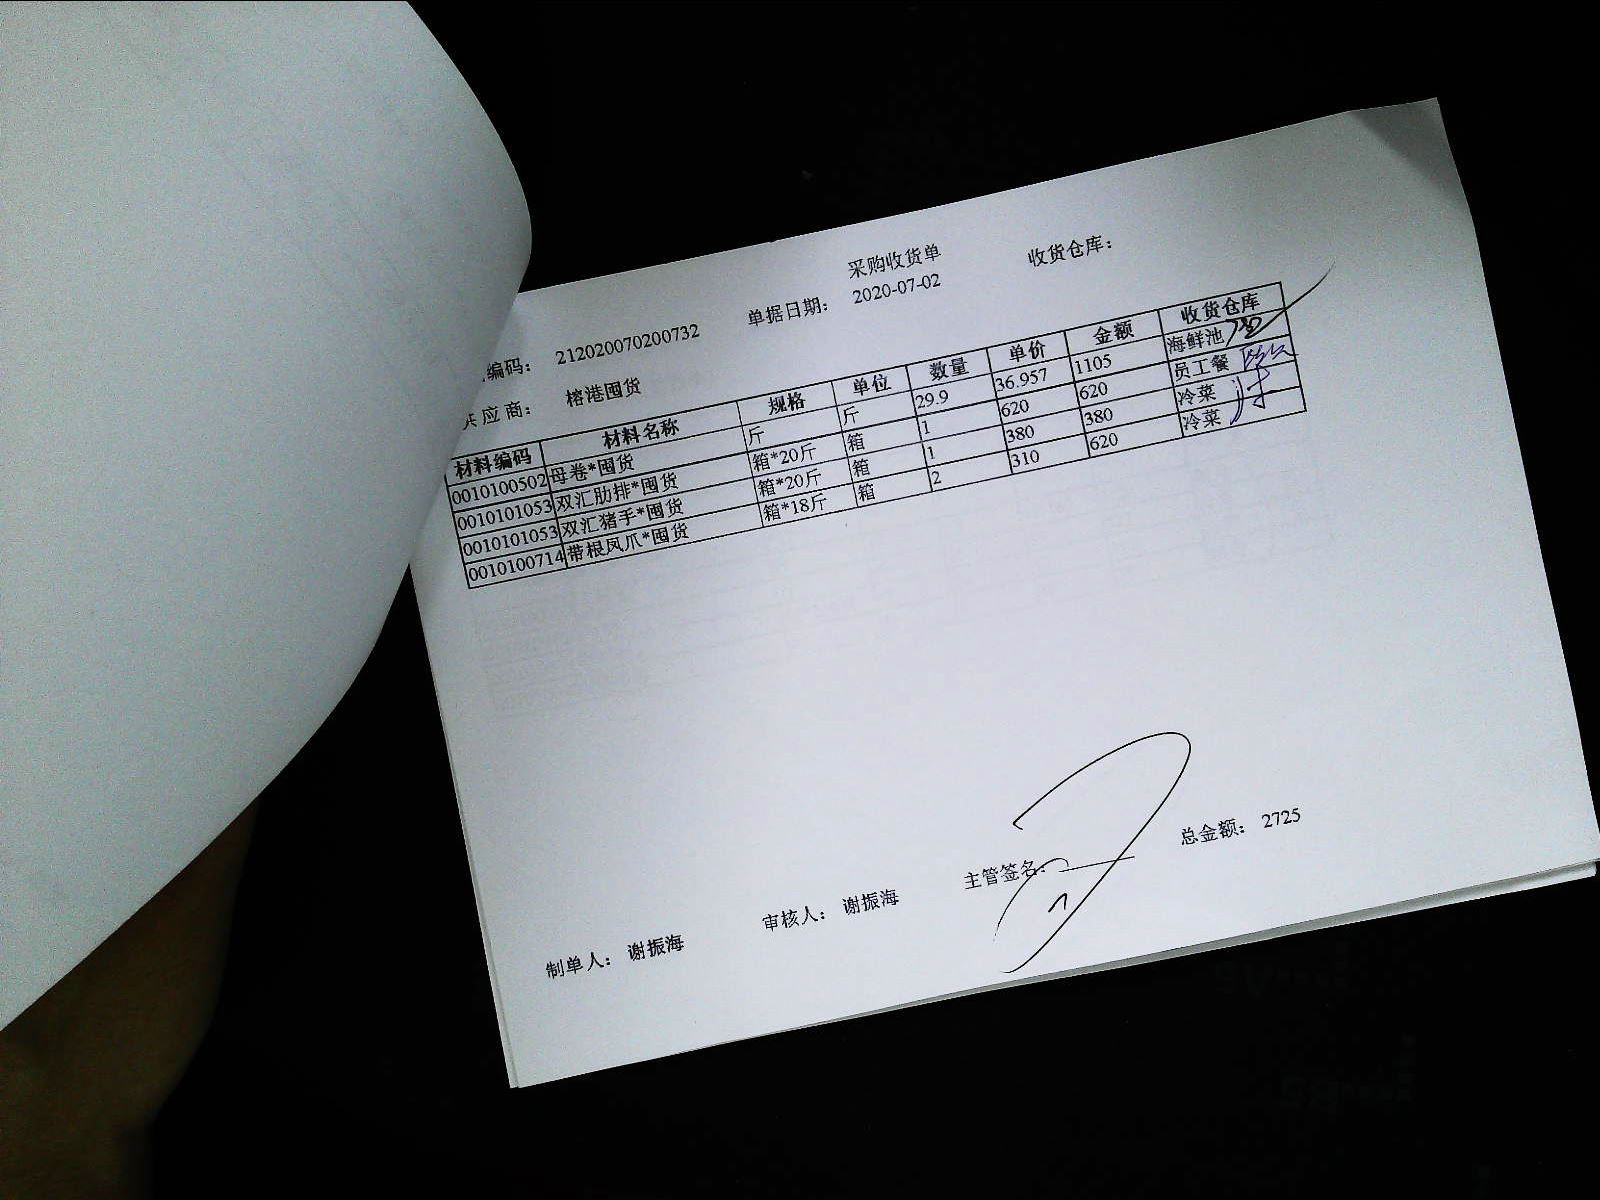 采购收货单
编码： 212020070200732 单据日期： 2020-07-02 收货仓库：
供应商： 榕港囤货
材料编码 材料名称 规格 单位 数量 单价 金额 收货仓库
0010100502 母卷*囤货 斤 斤 29.9 36.957 1105 海鲜池
0010101053 双汇肋排*囤货 箱*20斤 箱 1 620 620 员工餐
0010101053 双汇猪手*囤货 箱*20斤 箱 1 380 380 冷菜
0010100714 带根凤爪*囤货 箱*18斤 箱 2 310 620 冷菜
制单人： 谢振海 审核人： 谢振海 主管签名： 总金额： 2725